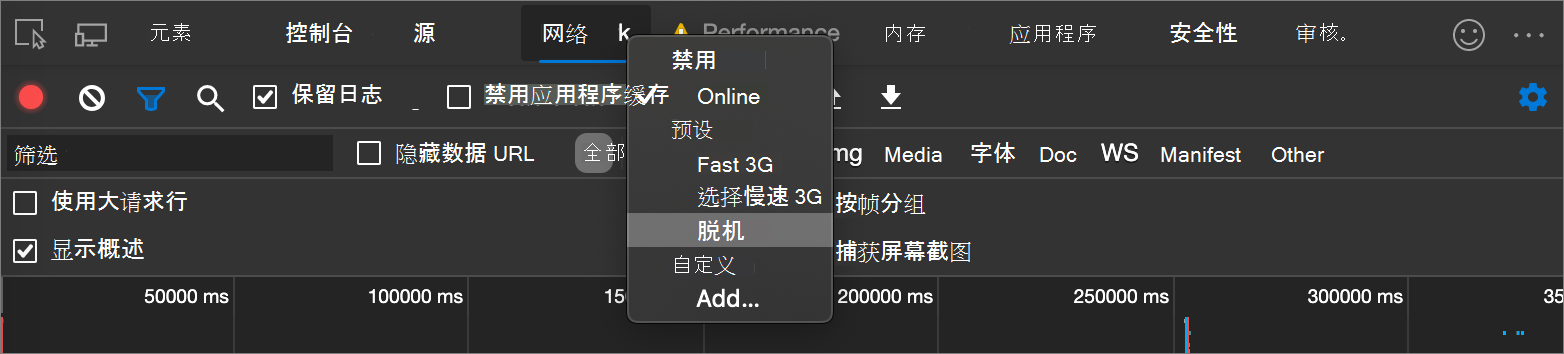 元素 控制台 源 网络 k Performance 内存 应用程序 安全性 审核。
保留日志 禁用应用程序缓存
筛选 隐藏数据 URL 全部 mg Media 字体 Doc WS Manifest Other
使用大请求行 按帧分组
显示概述 捕获屏幕截图
禁用
Online
预设
Fast 3G
选择慢速 3G
脱机
自定义
Add...
50000 ms 100000 ms 15 200000 ms 250000 ms 300000 ms 35